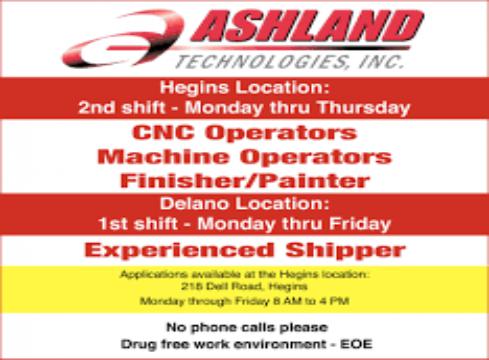 ASHLAND
TECHNOLOGIES, INC.
Hegins Location:
2nd shift - Monday thru Thursday
CNC Operators
Machine Operators
Finisher/Painter
Delano Location:
1st shift - Monday thru Friday
Experienced Shipper
Applications available at the Hegins location:
218 Dell Road, Hegins
Monday through Friday 8 AM to 4 PM
No phone calls please
Drug free work environment - EOE